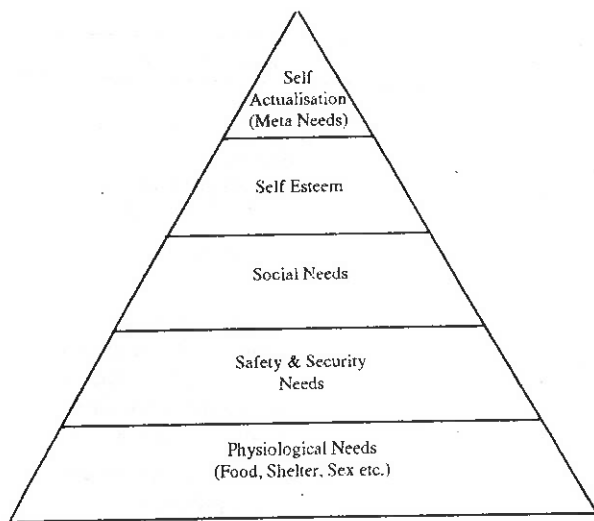 Self
Actualisation
(Meta Needs)
Self Esteem
Social Needs
Safety & Security
Needs
Physiological Needs
(Food, Shelter, Sex etc.)